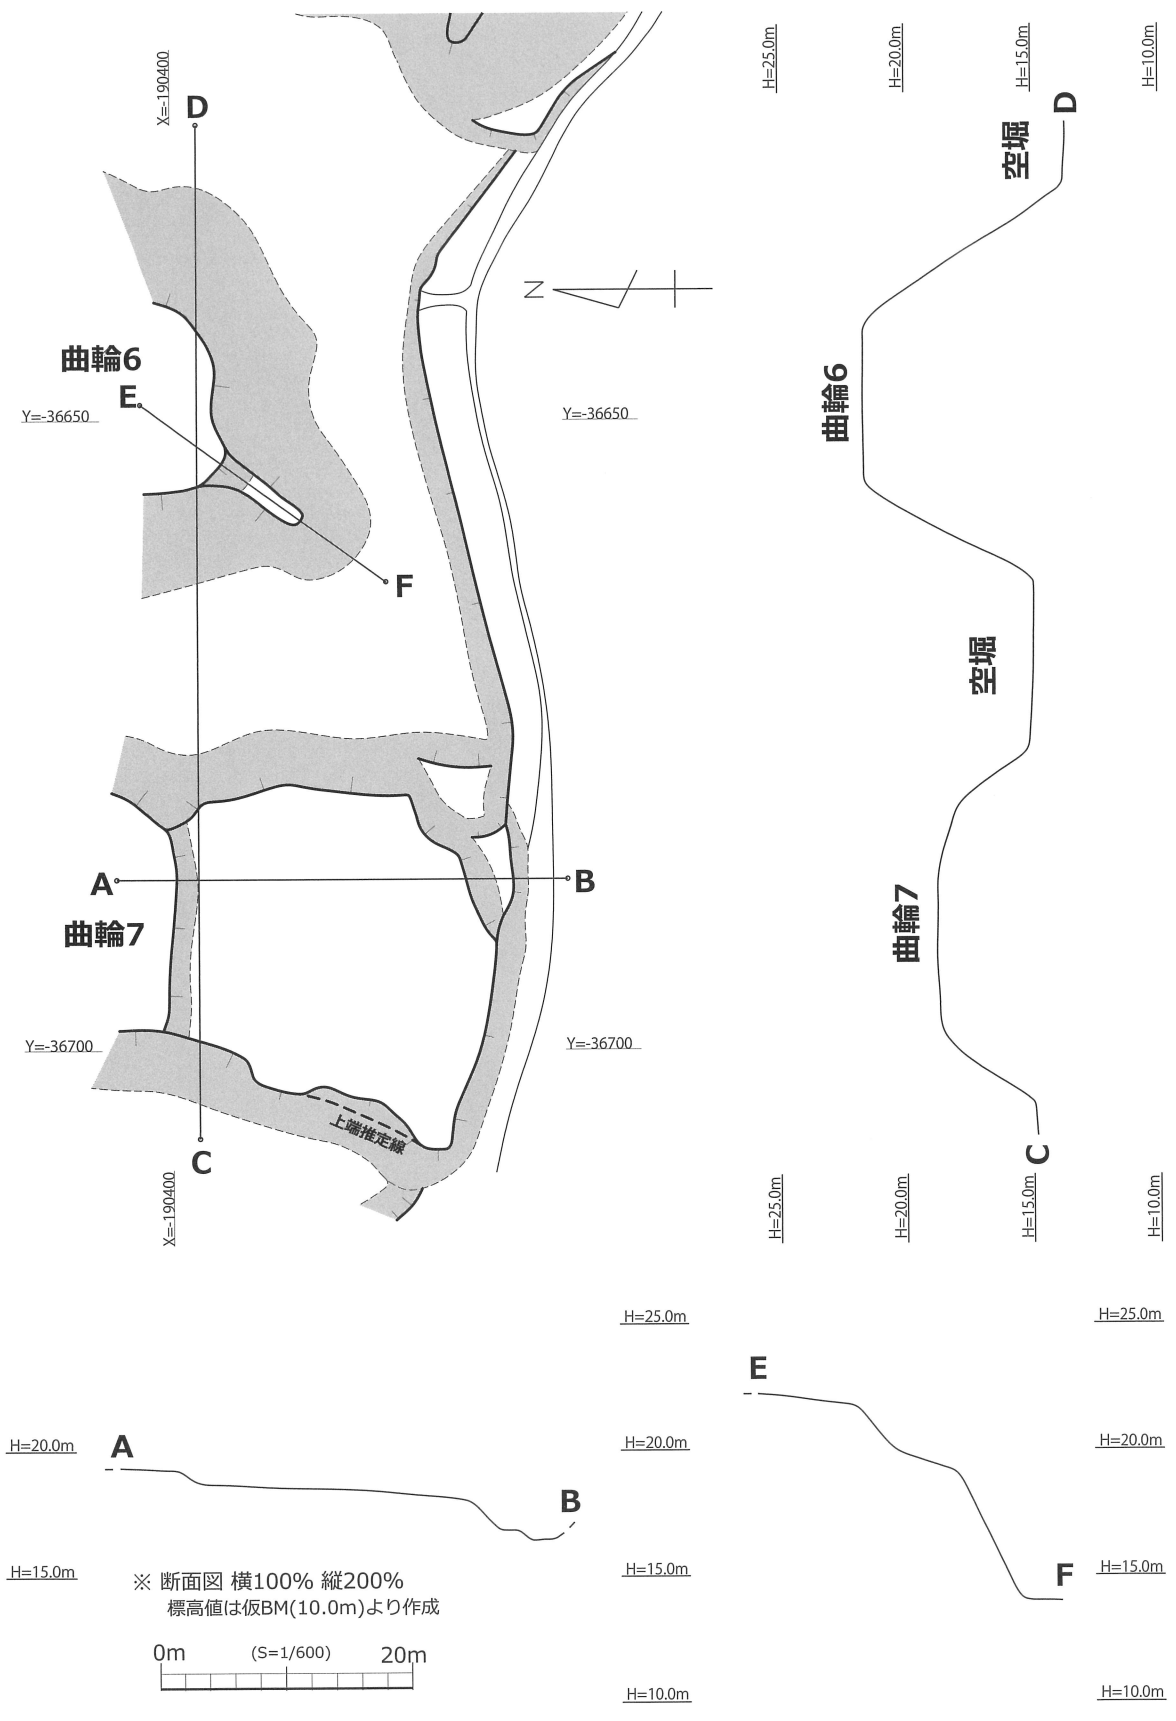 X=-190400
D
曲輪6
E
Y=-36650
F
N
Y=-36650
A
B
曲輪7
Y=-36700
Y=-36700
上端推定線
C
X=-190400
H=25.0m
H=20.0m
H=15.0m
H=10.0m
D
空堀
曲輪6
空堀
曲輪7
C
H=25.0m
H=20.0m
H=15.0m
H=10.0m
H=20.0m
A
B
H=15.0m
H=25.0m
H=25.0m
E
H=20.0m
H=20.0m
H=15.0m
F
H=15.0m
H=10.0m
H=10.0m
※ 断面図 横100% 縦200%
標高値は仮BM(10.0m)より作成
0m (S=1/600) 20m